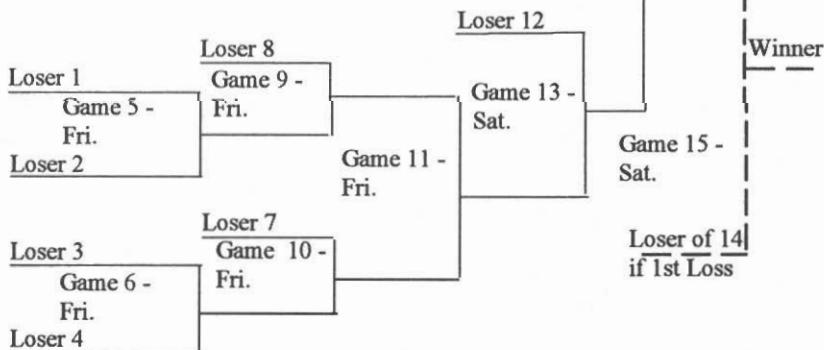 Loser 12
Winner
Loser 8
Loser 1
Game 9 -
Fri.
Game 13 -
Sat.
Game 5 -
Fri.
Game 15 -
Sat.
Loser 2
Game 11 -
Fri.
Loser 7
Loser 3
Game 10 -
Fri.
Loser of 14
if 1st Loss
Game 6 -
Fri.
Loser 4